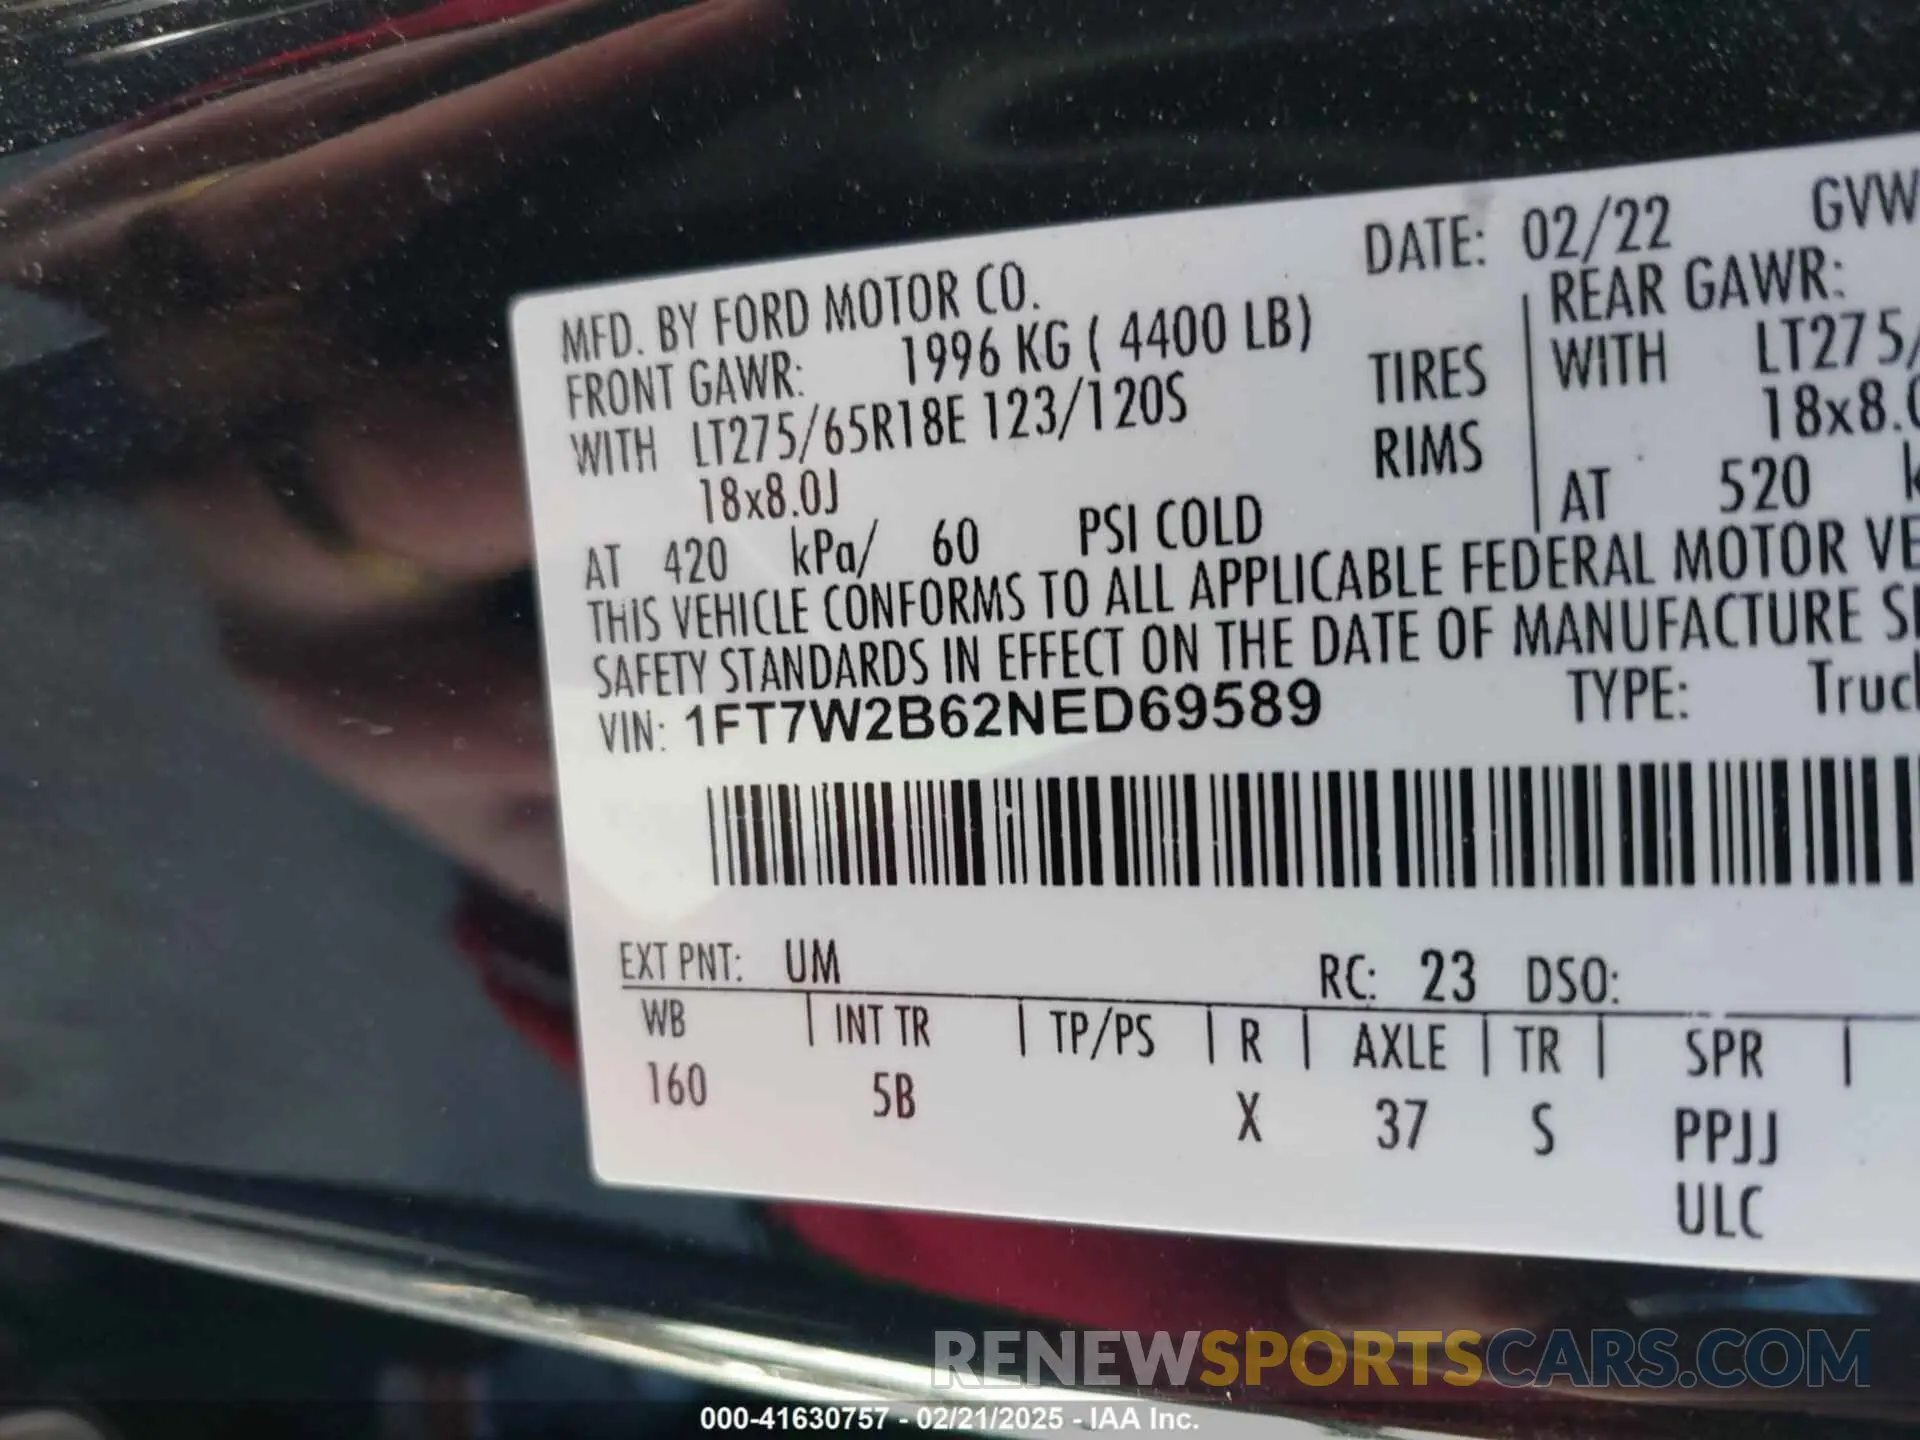 DATE: 02/22 GVW
MFD. BY FORD MOTOR CO.
FRONT GAWR: 1996 KG ( 4400 LB)
REAR GAWR:
WITH LT275/65R18E 123/120S TIRES WITH LT275/
18x8.0J RIMS 18x8.0
AT 420 kPa/ 60 PSI COLD AT 520 k
THIS VEHICLE CONFORMS TO ALL APPLICABLE FEDERAL MOTOR VE
SAFETY STANDARDS IN EFFECT ON THE DATE OF MANUFACTURE S
VIN: 1FT7W2B62NED69589 TYPE: Truck
EXT PNT: UM RC: 23 DSO:
WB | INT TR | TP/PS | R | AXLE | TR | SPR |
160 5B X 37 S PPJJ
ULC
RENEWSPORTSCARS.COM
000-41630757 - 02/21/2025 - IAA Inc.